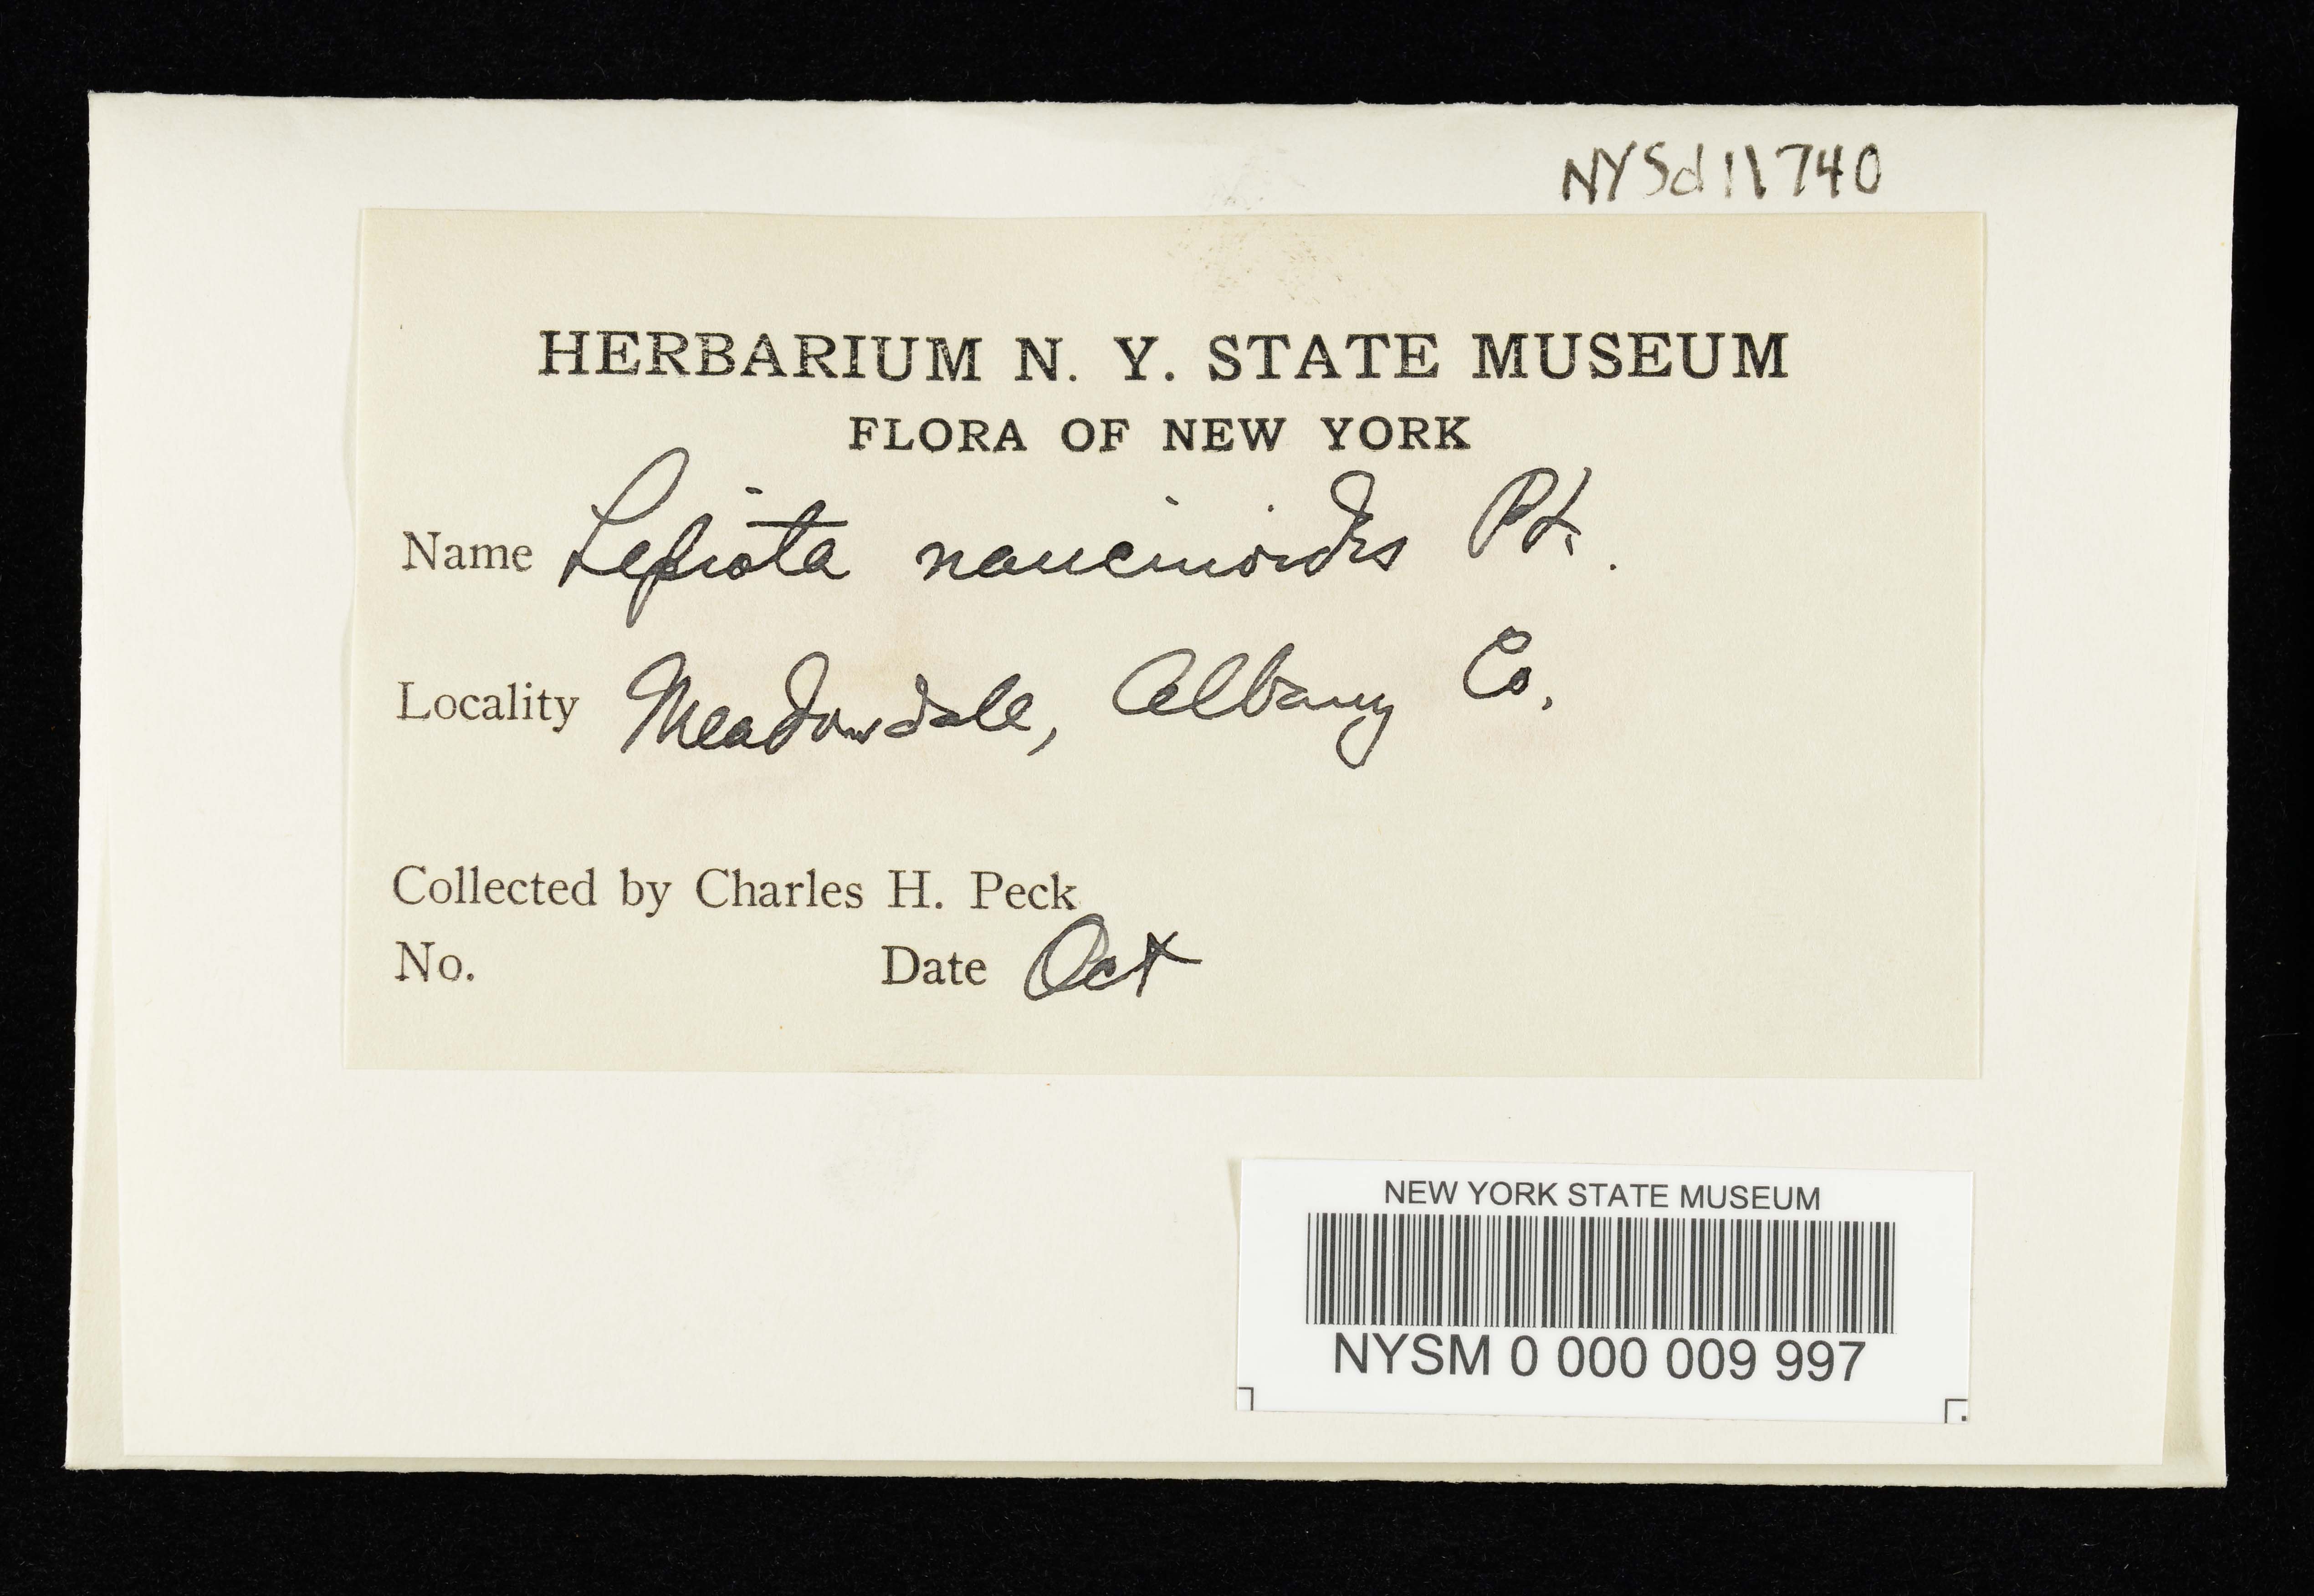 NYSd11740
HERBARIUM N. Y. STATE MUSEUM
FLORA OF NEW YORK
Name Lepiota naucinoides Pk.
Locality Meadowdale, Albany Co.
Collected by Charles H. Peck
No. Date Oct
NEW YORK STATE MUSEUM
NYSM 0 000 009 997